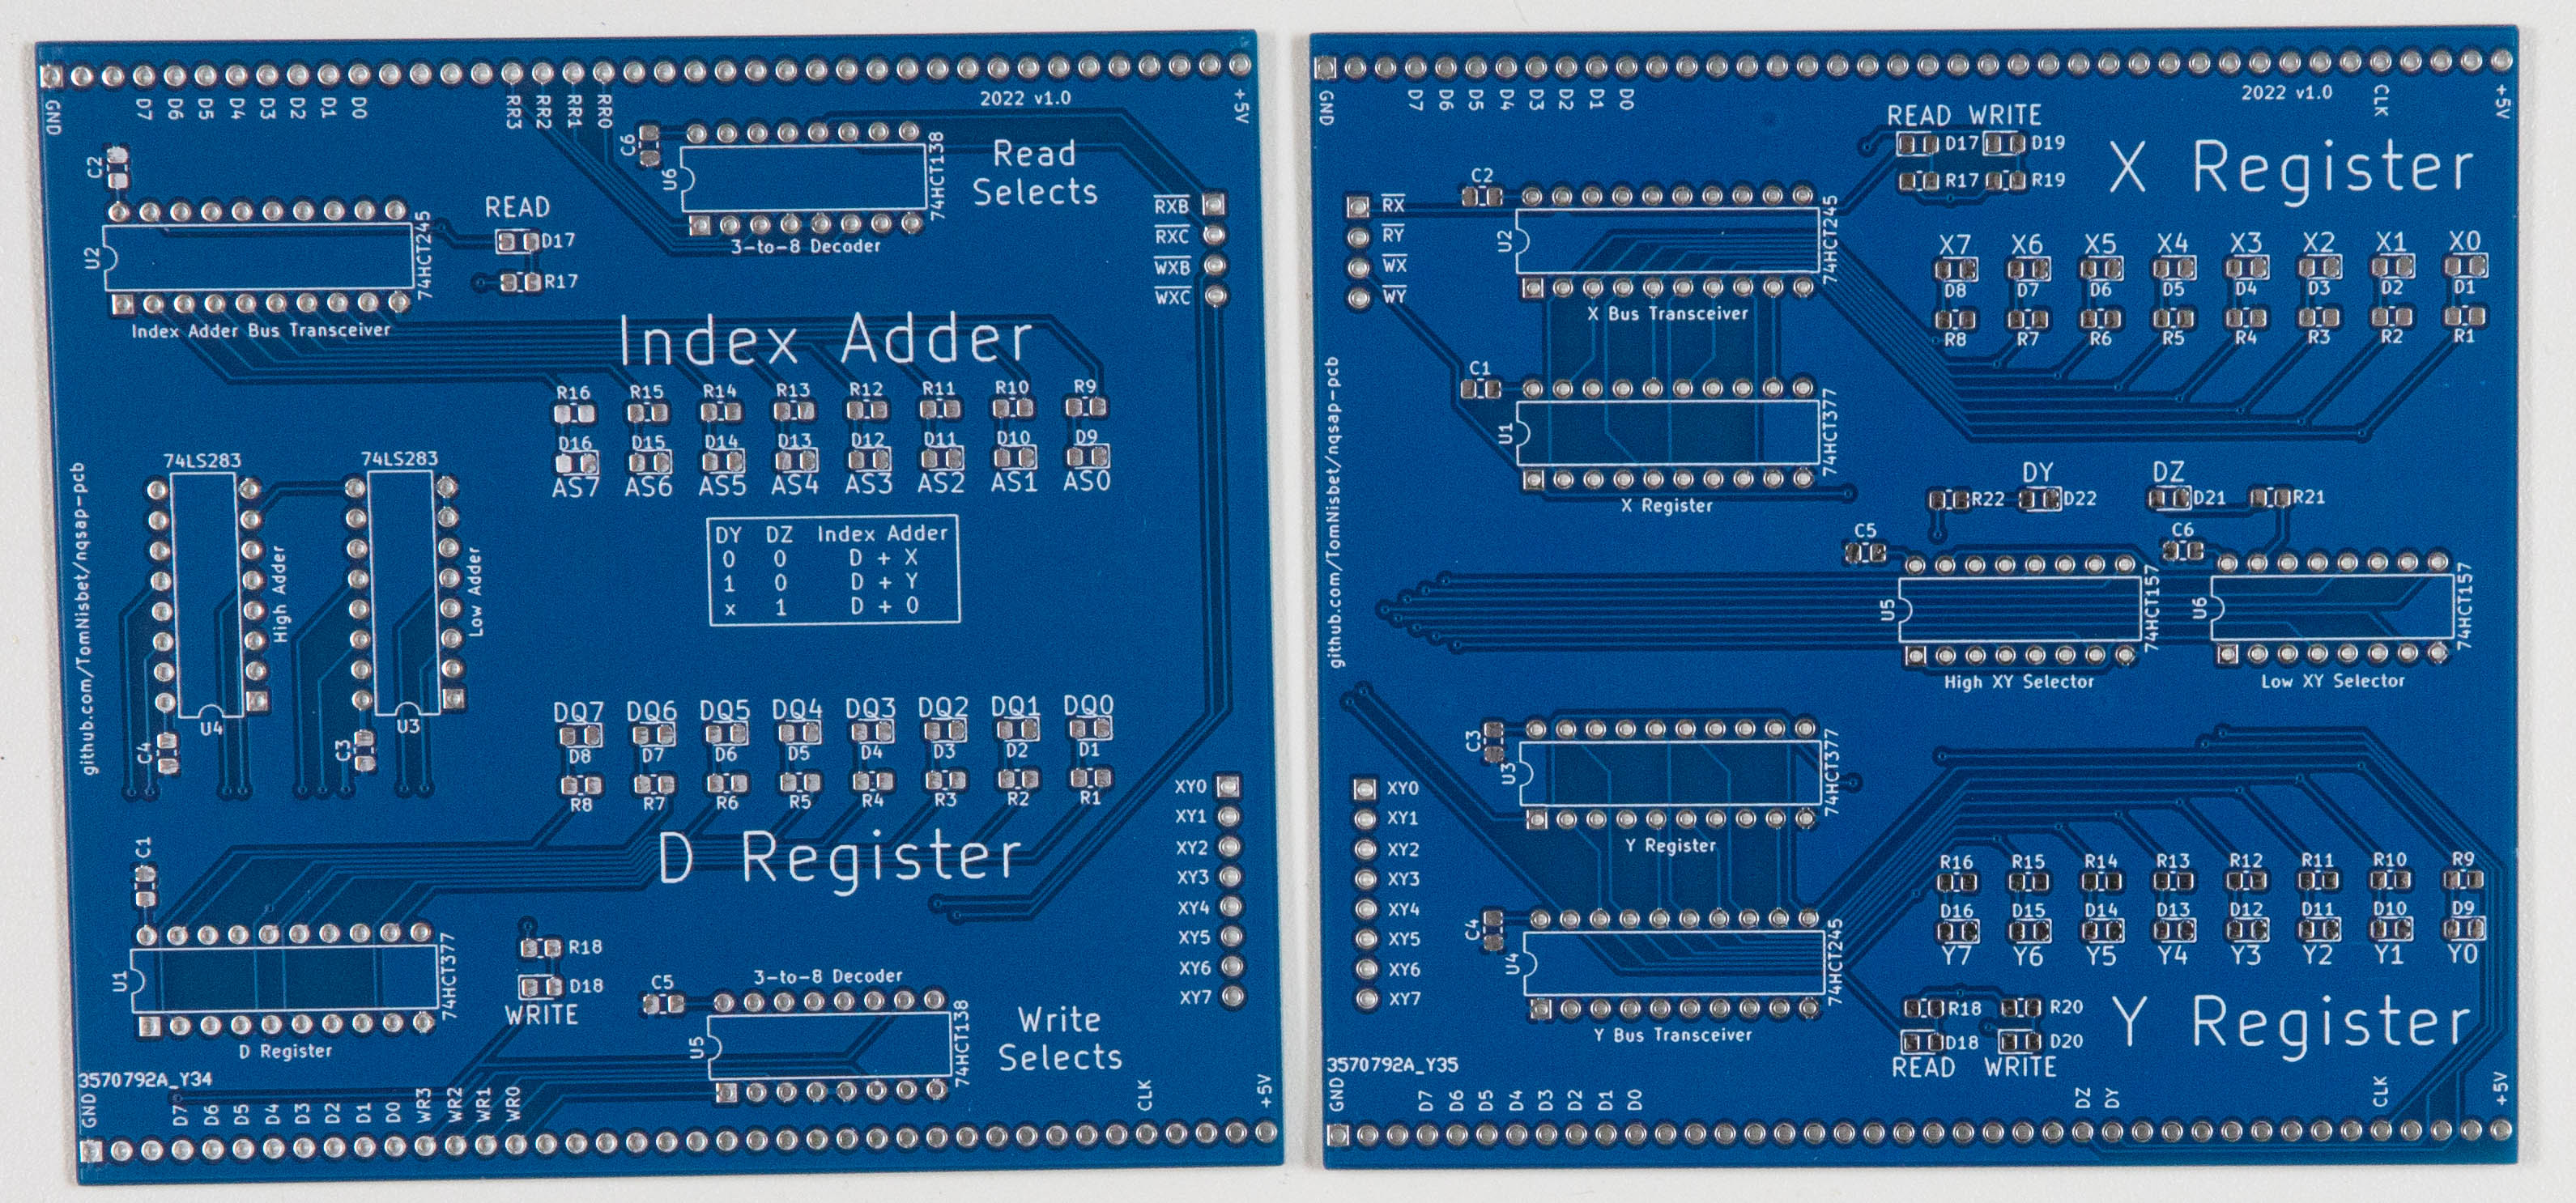 GND
D7 D6 D5 D4 D3 D2 D1 D0
RR3 RR2 RR1 RR0
2022 v1.0
+5V
C2
C6
U6
74HCT138
3-to-8 Decoder
Read
Selects
U2
74HCT245
Index Adder Bus Transceiver
READ
D17
R17
RXB
RXC
WXB
WXC
Index Adder
R16 R15 R14 R13 R12 R11 R10 R9
D16 D15 D14 D13 D12 D11 D10 D9
AS7 AS6 AS5 AS4 AS3 AS2 AS1 AS0
74LS283
74LS283
High Adder
Low Adder
U4
U3
C4
C3
github.com/TomNisbet/nqsap-pcb
DY DZ Index Adder
0 0 D + X
1 0 D + Y
x 1 D + 0
DQ7 DQ6 DQ5 DQ4 DQ3 DQ2 DQ1 DQ0
D8 D7 D6 D5 D4 D3 D2 D1
R8 R7 R6 R5 R4 R3 R2 R1
D Register
XY0
XY1
XY2
XY3
XY4
XY5
XY6
XY7
C1
U1
74HCT377
D Register
R18
D18
WRITE
C5
3-to-8 Decoder
U5
74HCT138
Write
Selects
3570792A_Y34
GND
D7 D6 D5 D4 D3 D2 D1 D0 WR3 WR2 WR1 WR0
CLK
+5V
GND
D7 D6 D5 D4 D3 D2 D1 D0
2022 v1.0
CLK
+5V
READ WRITE
D17 D19
R17 R19
X Register
RX
RY
WX
WY
C2
U2
74HCT245
X Bus Transceiver
X7 X6 X5 X4 X3 X2 X1 X0
D8 D7 D6 D5 D4 D3 D2 D1
R8 R7 R6 R5 R4 R3 R2 R1
C1
U1
74HCT377
X Register
github.com/TomNisbet/nqsap-pcb
DY DZ
R22 D22 D21 R21
C5
C6
U5
74HCT157
High XY Selector
U6
74HCT157
Low XY Selector
C3
U3
74HCT377
Y Register
XY0
XY1
XY2
XY3
XY4
XY5
XY6
XY7
C4
U4
74HCT245
Y Bus Transceiver
R16 R15 R14 R13 R12 R11 R10 R9
D16 D15 D14 D13 D12 D11 D10 D9
Y7 Y6 Y5 Y4 Y3 Y2 Y1 Y0
R18 R20
D18 D20
READ WRITE
Y Register
3570792A_Y35
GND
D7 D6 D5 D4 D3 D2 D1 D0
DZ DY
CLK
+5V